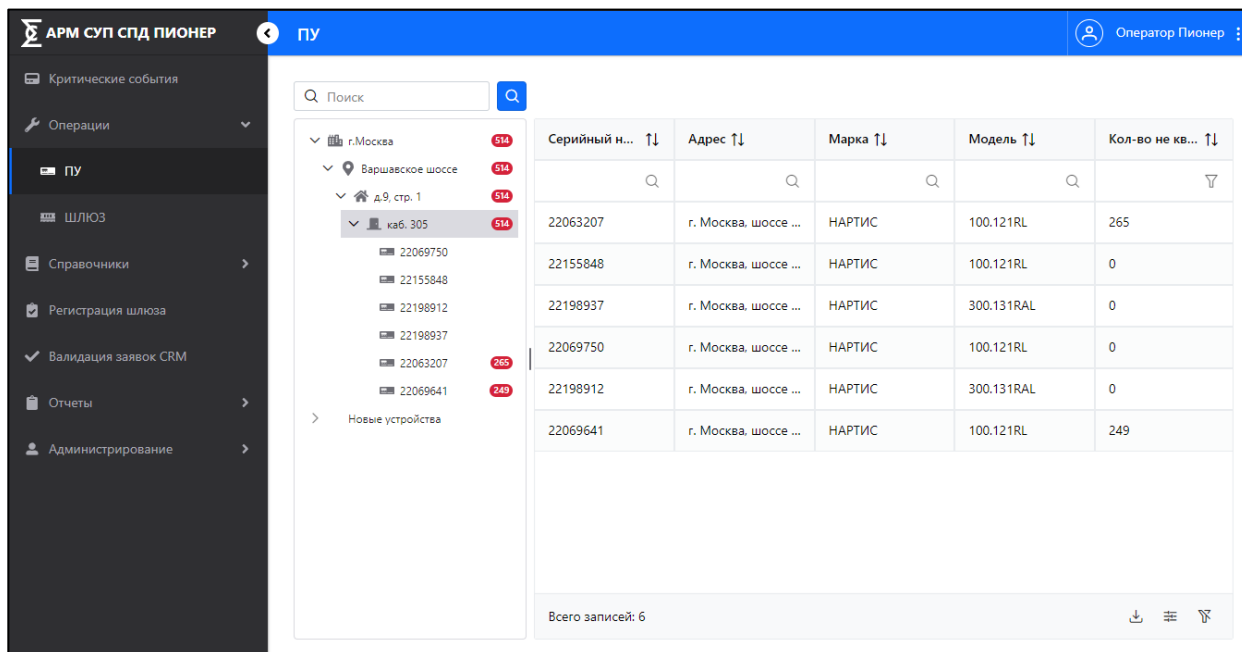 АРМ СУП СПД ПИОНЕР
ПУ
Оператор Пионер
Критические события
Операции
ПУ
ШЛЮЗ
Справочники
Регистрация шлюза
Валидация заявок CRM
Отчеты
Администрирование
Поиск
г.Москва 514
Варшавское шоссе 514
д.9, стр. 1 514
каб. 305 514
22069750
22155848
22198912
22198937
22063207 265
22069641 249
Новые устройства
Серийный н... Адрес Марка Модель Кол-во не кв...
22063207 г. Москва, шоссе ... НАРТИС 100.121RL 265
22155848 г. Москва, шоссе ... НАРТИС 100.121RL 0
22198937 г. Москва, шоссе ... НАРТИС 300.131RAL 0
22069750 г. Москва, шоссе ... НАРТИС 100.121RL 0
22198912 г. Москва, шоссе ... НАРТИС 300.131RAL 0
22069641 г. Москва, шоссе ... НАРТИС 100.121RL 249
Всего записей: 6